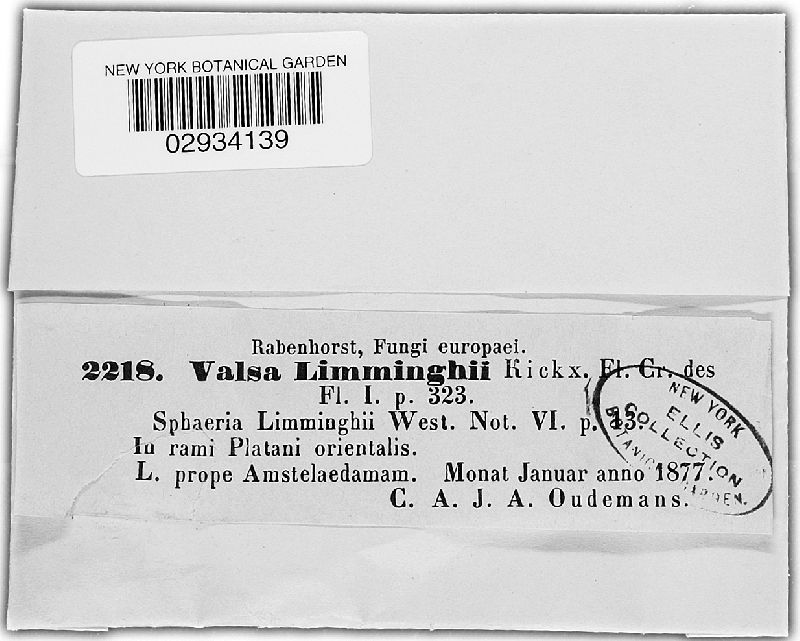 NEW YORK BOTANICAL GARDEN
02934139
Rabenhorst, Fungi europaei.
2218. Valsa Limminghii Kickx. Fl. Cr. des
Fl. I. p. 323.
Sphaeria Limminghii West. Not. VI. p. 13.
In rami Platani orientalis.
L. prope Amstelaedamam. Monat Januar anno 1877.
C. A. J. A. Oudemans.
NEW YORK
ELLIS
COLLECTION
BOTANICAL GARDEN.